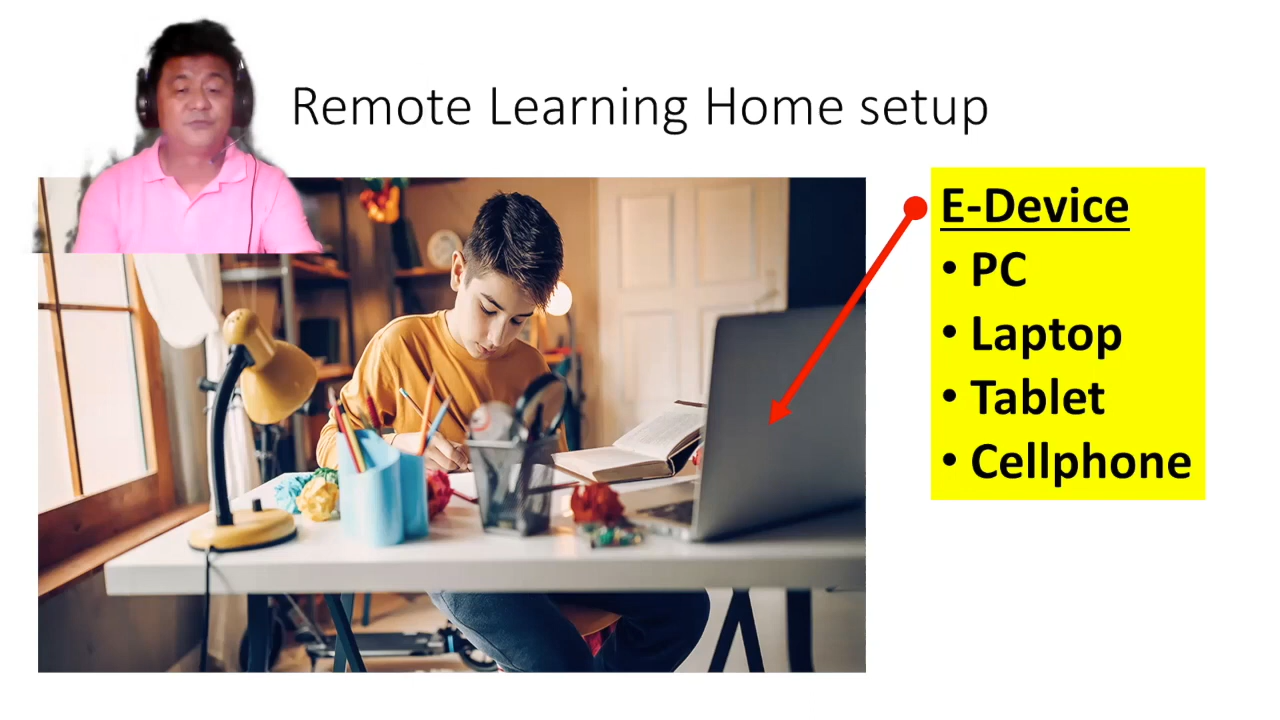 Remote Learning Home setup
E-Device
• PC
• Laptop
• Tablet
• Cellphone